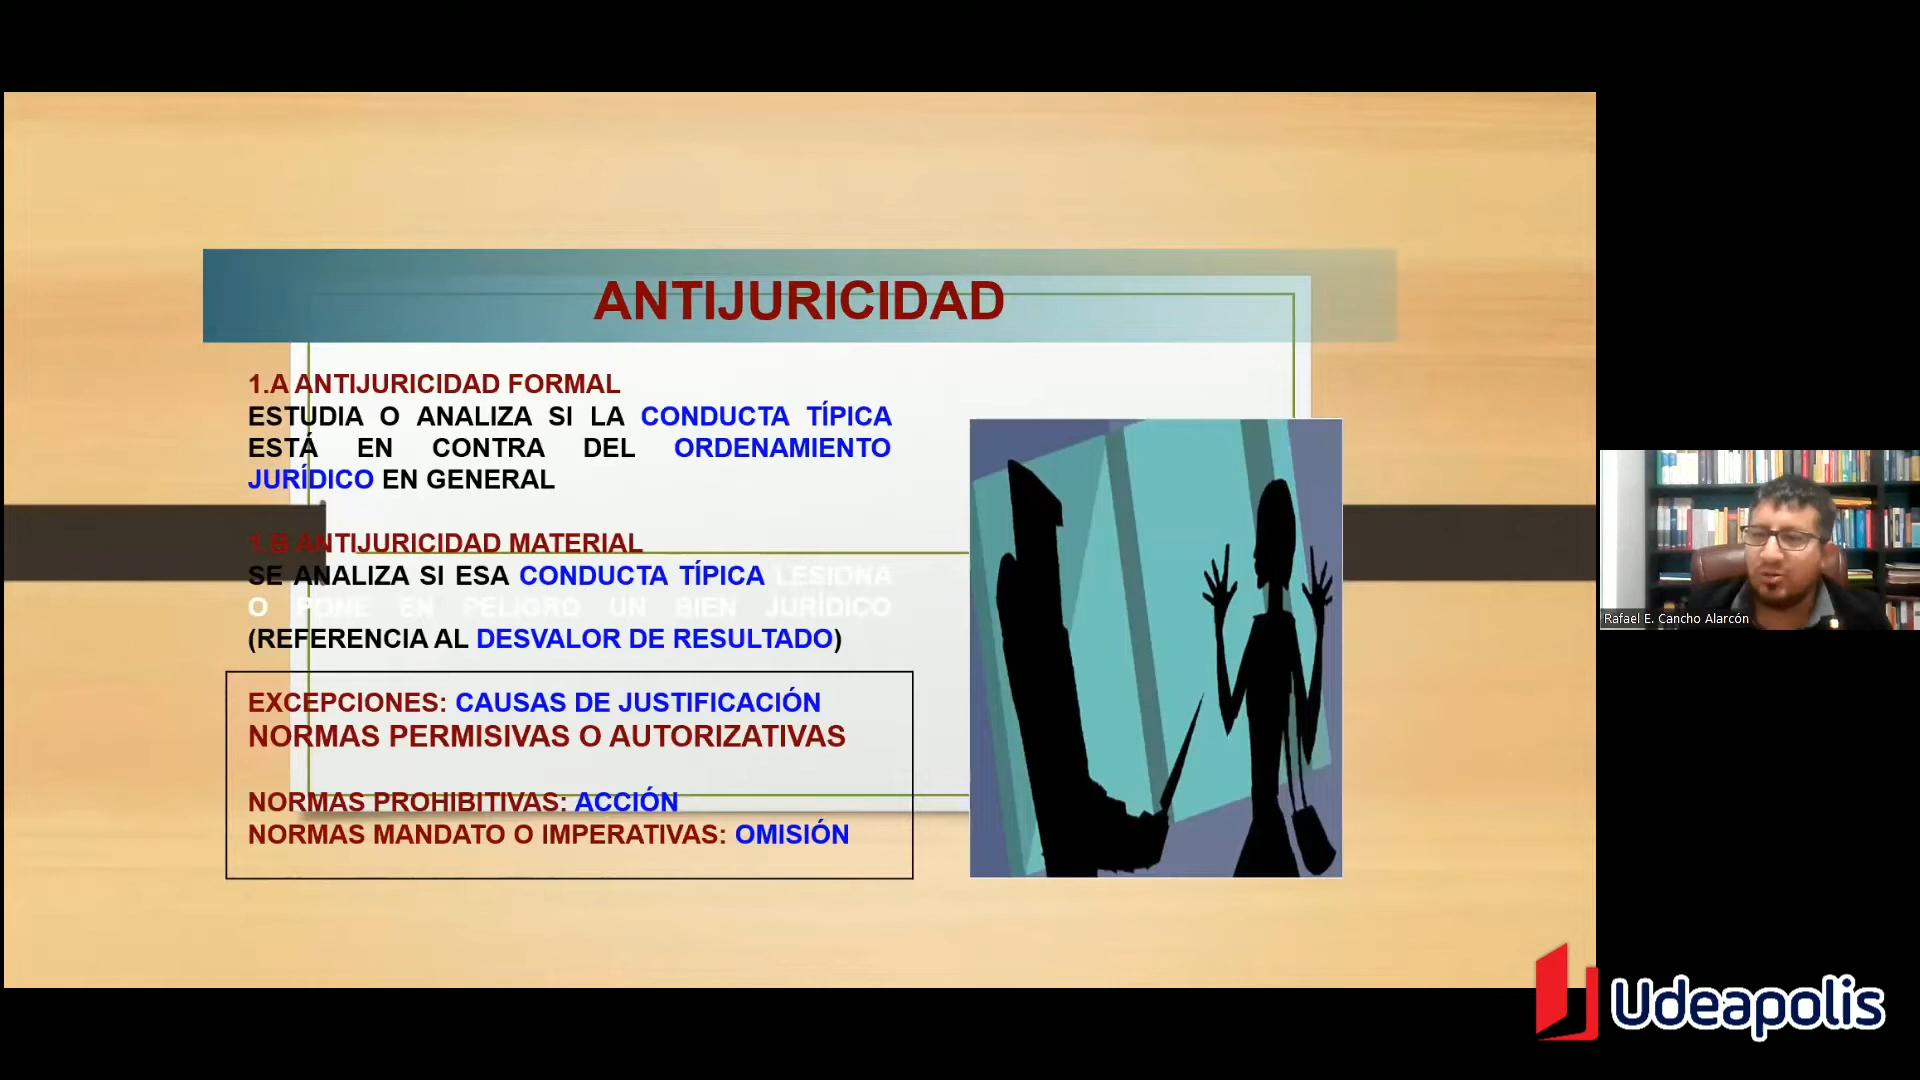 ANTIJURICIDAD
1.A ANTIJURICIDAD FORMAL
ESTUDIA O ANALIZA SI LA CONDUCTA TÍPICA
ESTÁ EN CONTRA DEL ORDENAMIENTO
JURÍDICO EN GENERAL
1.B ANTIJURICIDAD MATERIAL
SE ANALIZA SI ESA CONDUCTA TÍPICA LESIONA
O PONE EN PELIGRO UN BIEN JURÍDICO
(REFERENCIA AL DESVALOR DE RESULTADO)
EXCEPCIONES: CAUSAS DE JUSTIFICACIÓN
NORMAS PERMISIVAS O AUTORIZATIVAS
NORMAS PROHIBITIVAS: ACCIÓN
NORMAS MANDATO O IMPERATIVAS: OMISIÓN
Rafael E. Cancho Alarcón
Udeapolis